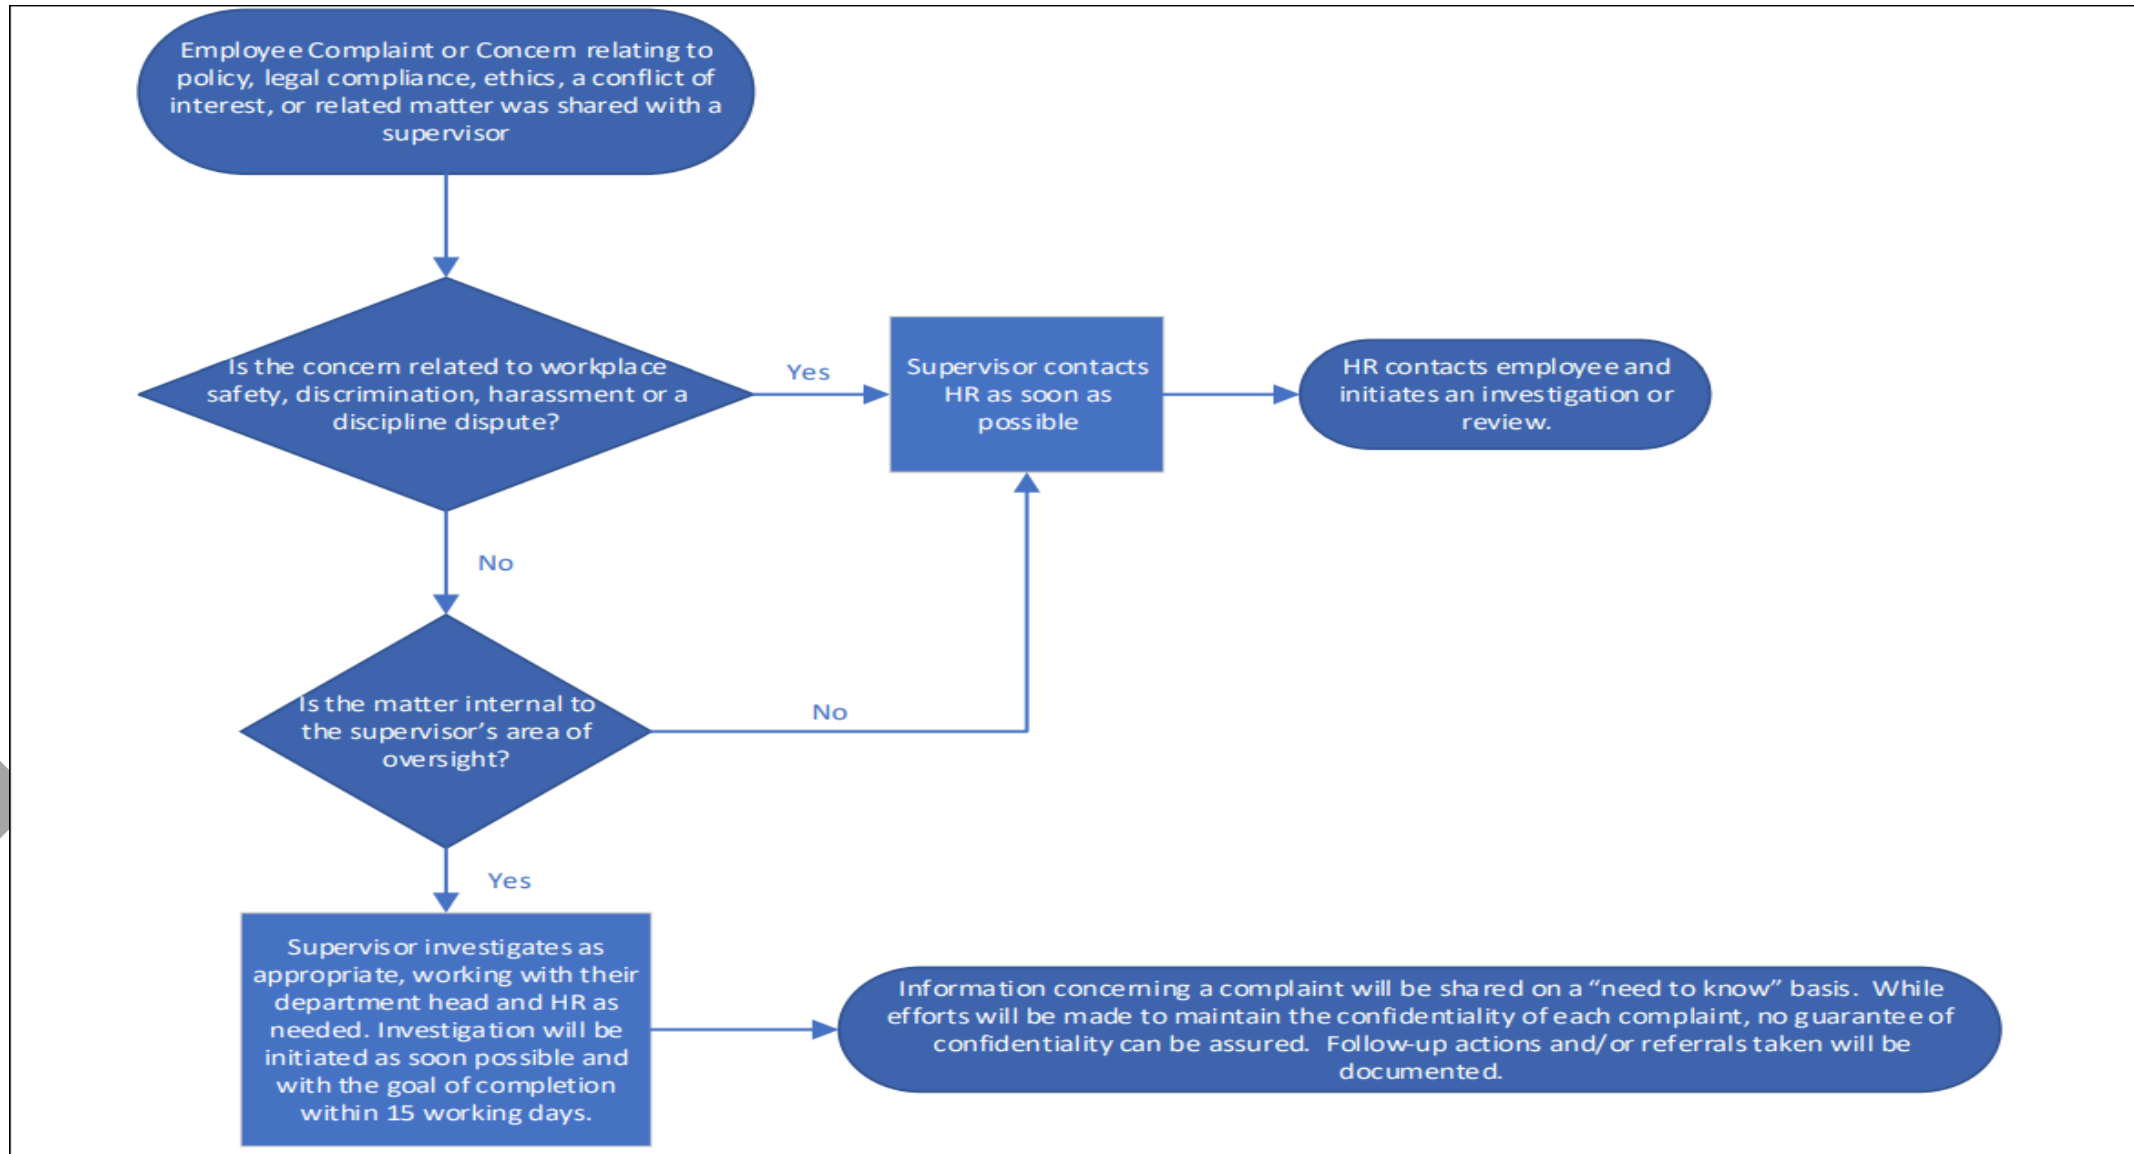 Employee Complaint or Concern relating to
policy, legal compliance, ethics, a conflict of
interest, or related matter was shared with a
supervisor
Is the concern related to workplace
safety, discrimination, harassment or a
discipline dispute?
Yes
Supervisor contacts
HR as soon as
possible
HR contacts employee and
initiates an investigation or
review.
No
Is the matter internal to
the supervisor’s area of
oversight?
No
Yes
Supervisor investigates as
appropriate, working with their
department head and HR as
needed. Investigation will be
initiated as soon possible and
with the goal of completion
within 15 working days.
Information concerning a complaint will be shared on a “need to know” basis.  While
efforts will be made to maintain the confidentiality of each complaint, no guarantee of
confidentiality can be assured.  Follow-up actions and/or referrals taken will be
documented.